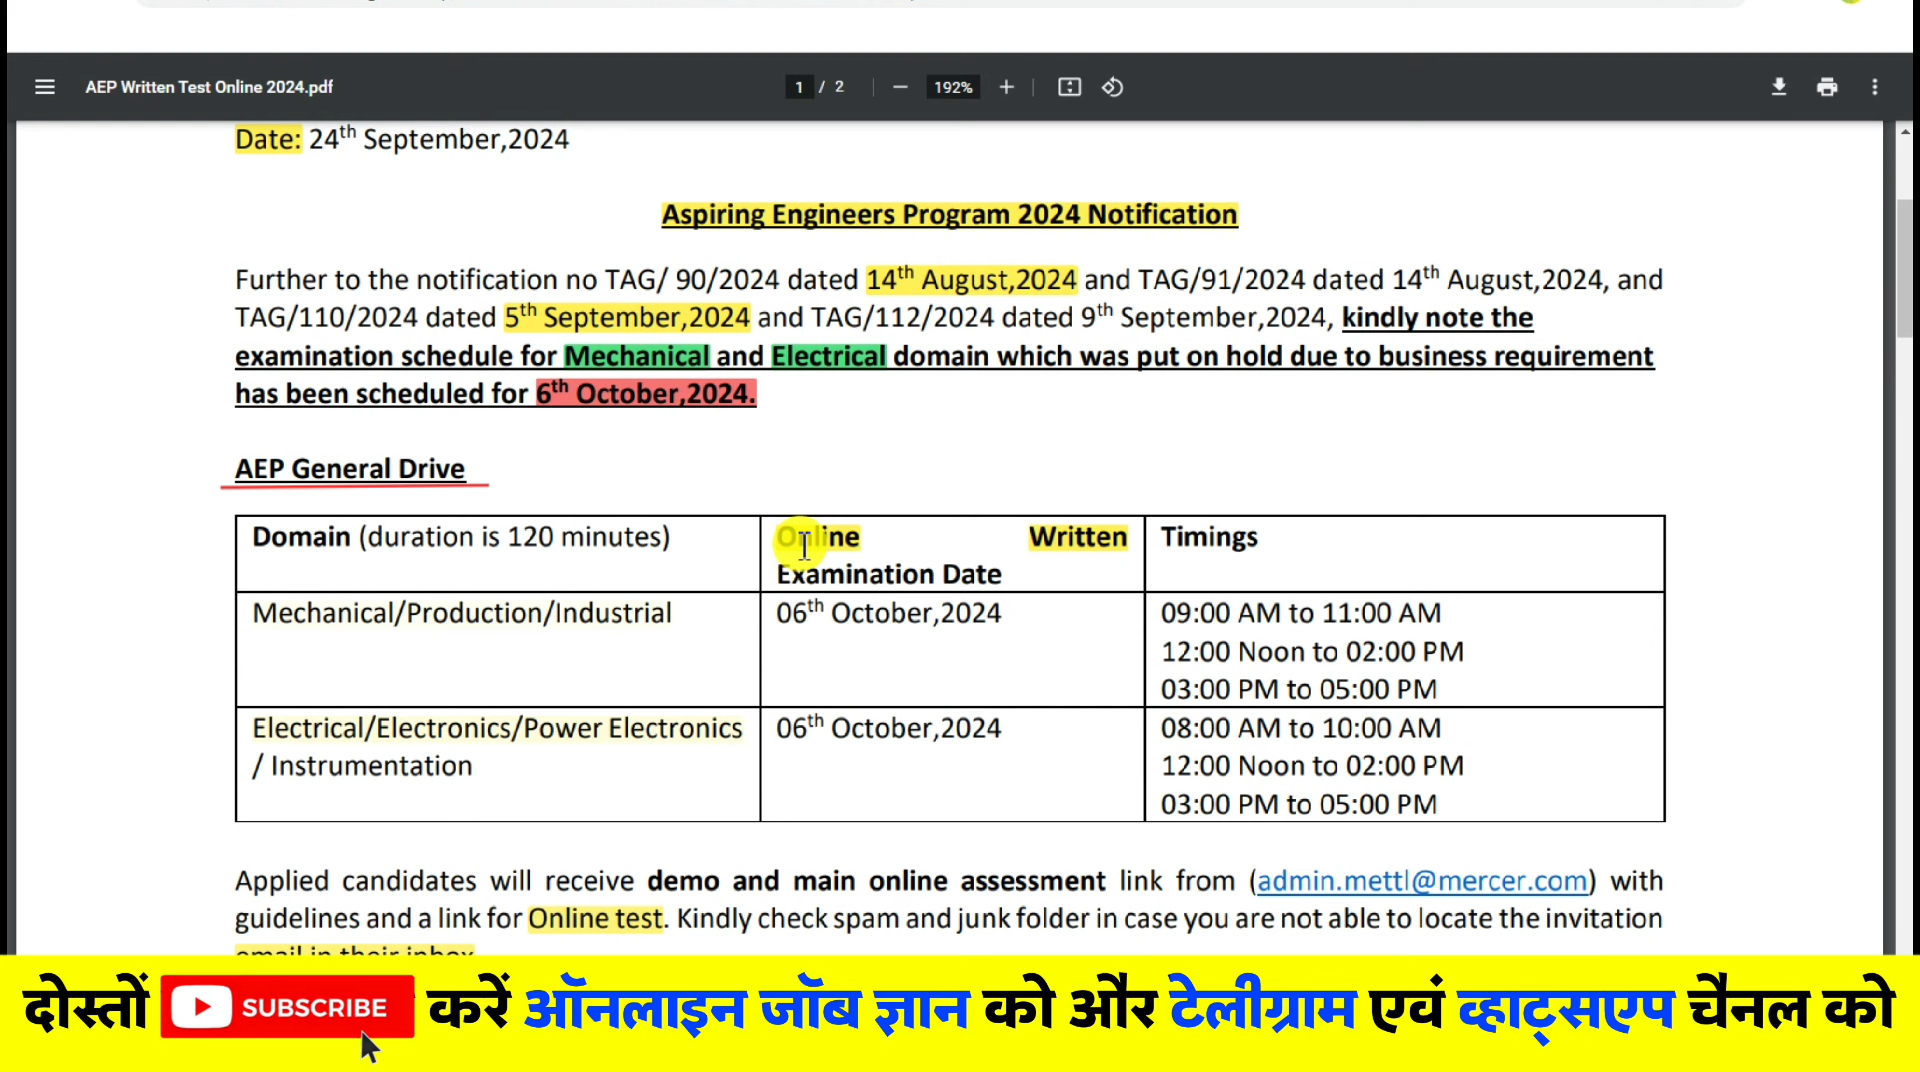 AEP Written Test Online 2024.pdf
1 / 2
192%
Date: 24th September,2024
Aspiring Engineers Program 2024 Notification
Further to the notification no TAG/ 90/2024 dated 14th August,2024 and TAG/91/2024 dated 14th August,2024, and
TAG/110/2024 dated 5th September,2024 and TAG/112/2024 dated 9th September,2024, kindly note the
examination schedule for Mechanical and Electrical domain which was put on hold due to business requirement
has been scheduled for 6th October,2024.
AEP General Drive
Domain (duration is 120 minutes)
Online Written
Examination Date
Timings
Mechanical/Production/Industrial
06th October,2024
09:00 AM to 11:00 AM
12:00 Noon to 02:00 PM
03:00 PM to 05:00 PM
Electrical/Electronics/Power Electronics
/ Instrumentation
06th October,2024
08:00 AM to 10:00 AM
12:00 Noon to 02:00 PM
03:00 PM to 05:00 PM
Applied candidates will receive demo and main online assessment link from (admin.mettl@mercer.com) with
guidelines and a link for Online test. Kindly check spam and junk folder in case you are not able to locate the invitation
email in their inbox
दोस्तों SUBSCRIBE करें ऑनलाइन जॉब ज्ञान को और टेलीग्राम एवं व्हाट्सएप चैनल को